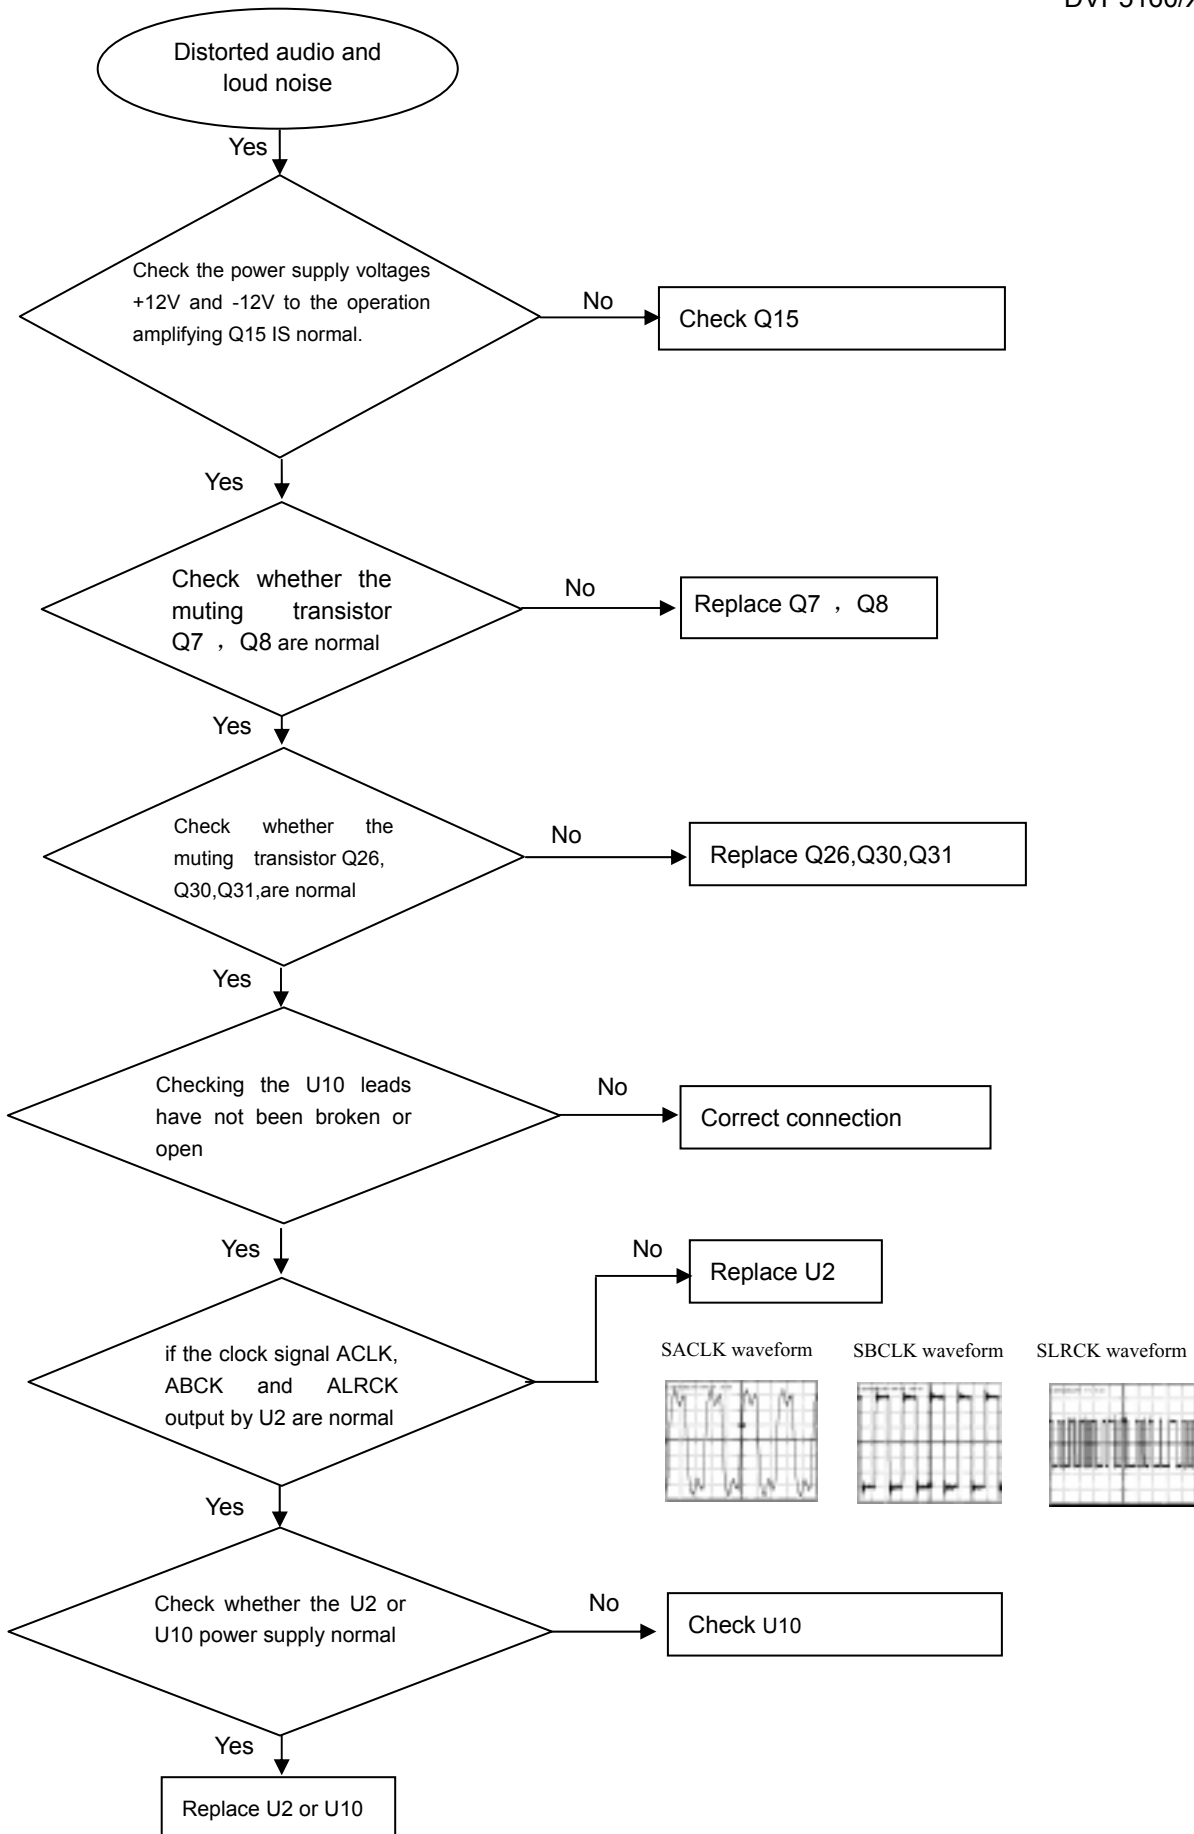 Distorted audio and
loud noise
Yes
Check the power supply voltages
+12V and -12V to the operation
amplifying Q15 IS normal.
No
Check Q15
Yes
Check whether the
muting transistor
Q7 , Q8 are normal
No
Replace Q7 , Q8
Yes
Check whether the
muting transistor Q26,
Q30,Q31,are normal
No
Replace Q26,Q30,Q31
Yes
Checking the U10 leads
have not been broken or
open
No
Correct connection
Yes
if the clock signal ACLK,
ABCK and ALRCK
output by U2 are normal
No
Replace U2
SACLK waveform
SBCLK waveform
SLRCK waveform
Yes
Check whether the U2 or
U10 power supply normal
No
Check U10
Yes
Replace U2 or U10